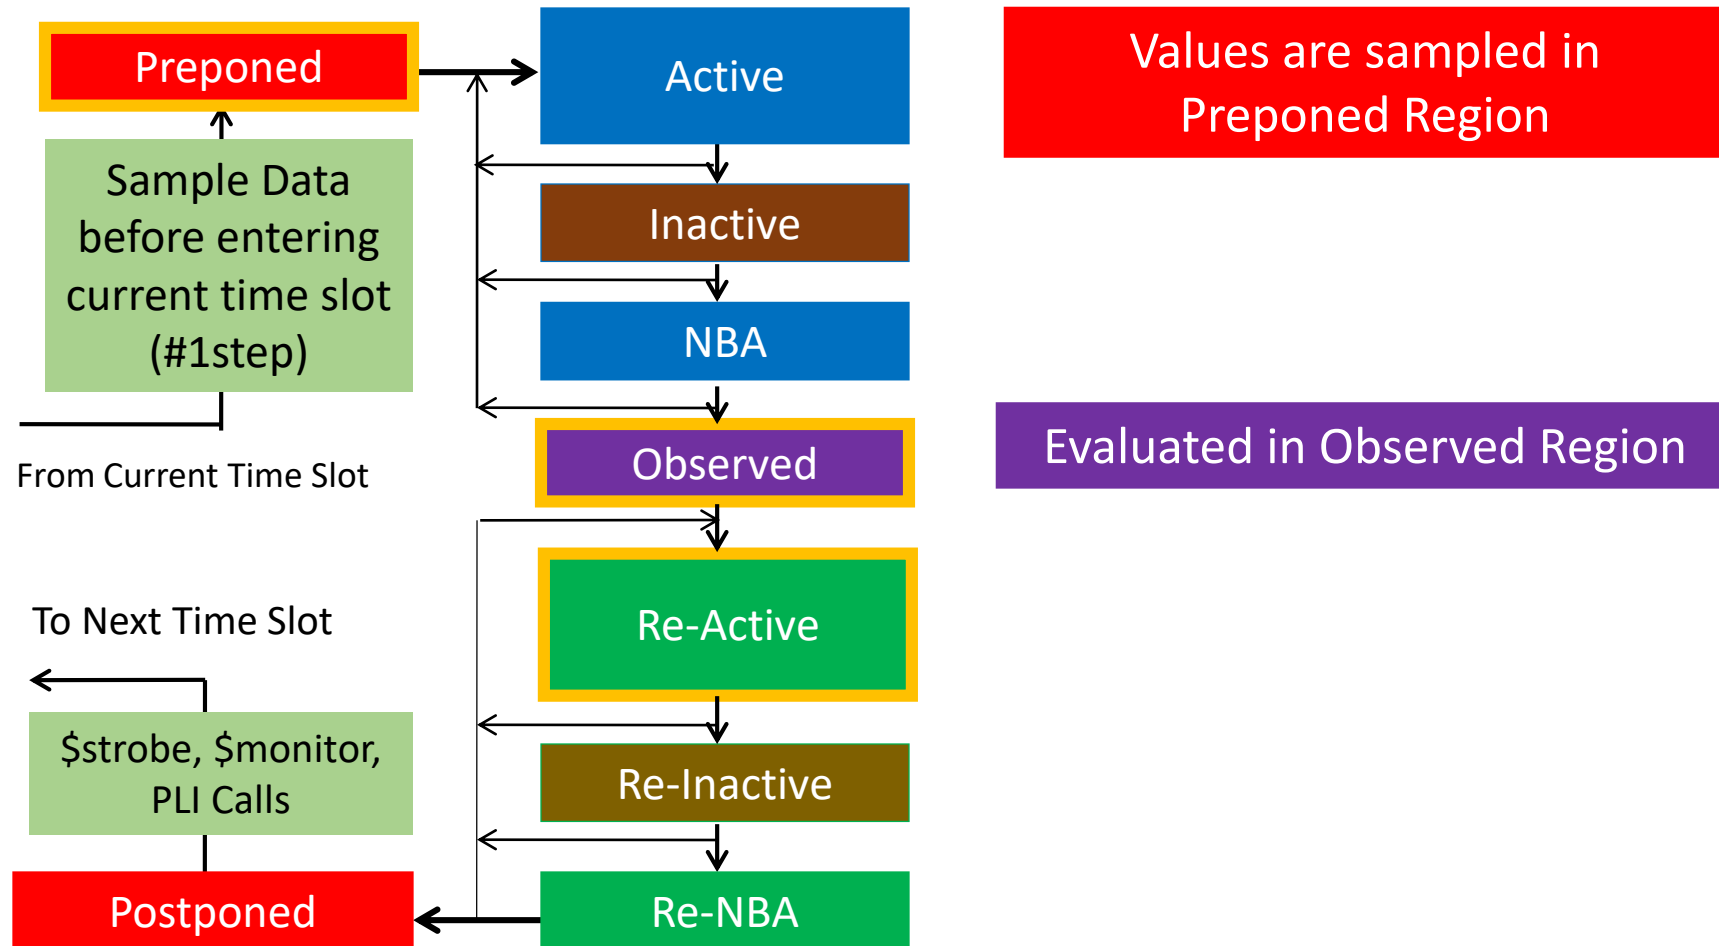 Preponed
Active
Values are sampled in
Preponed Region
Sample Data
before entering
current time slot
(#1step)
Inactive
NBA
From Current Time Slot
Observed
Evaluated in Observed Region
To Next Time Slot
Re-Active
$strobe, $monitor,
PLI Calls
Re-Inactive
Postponed
Re-NBA